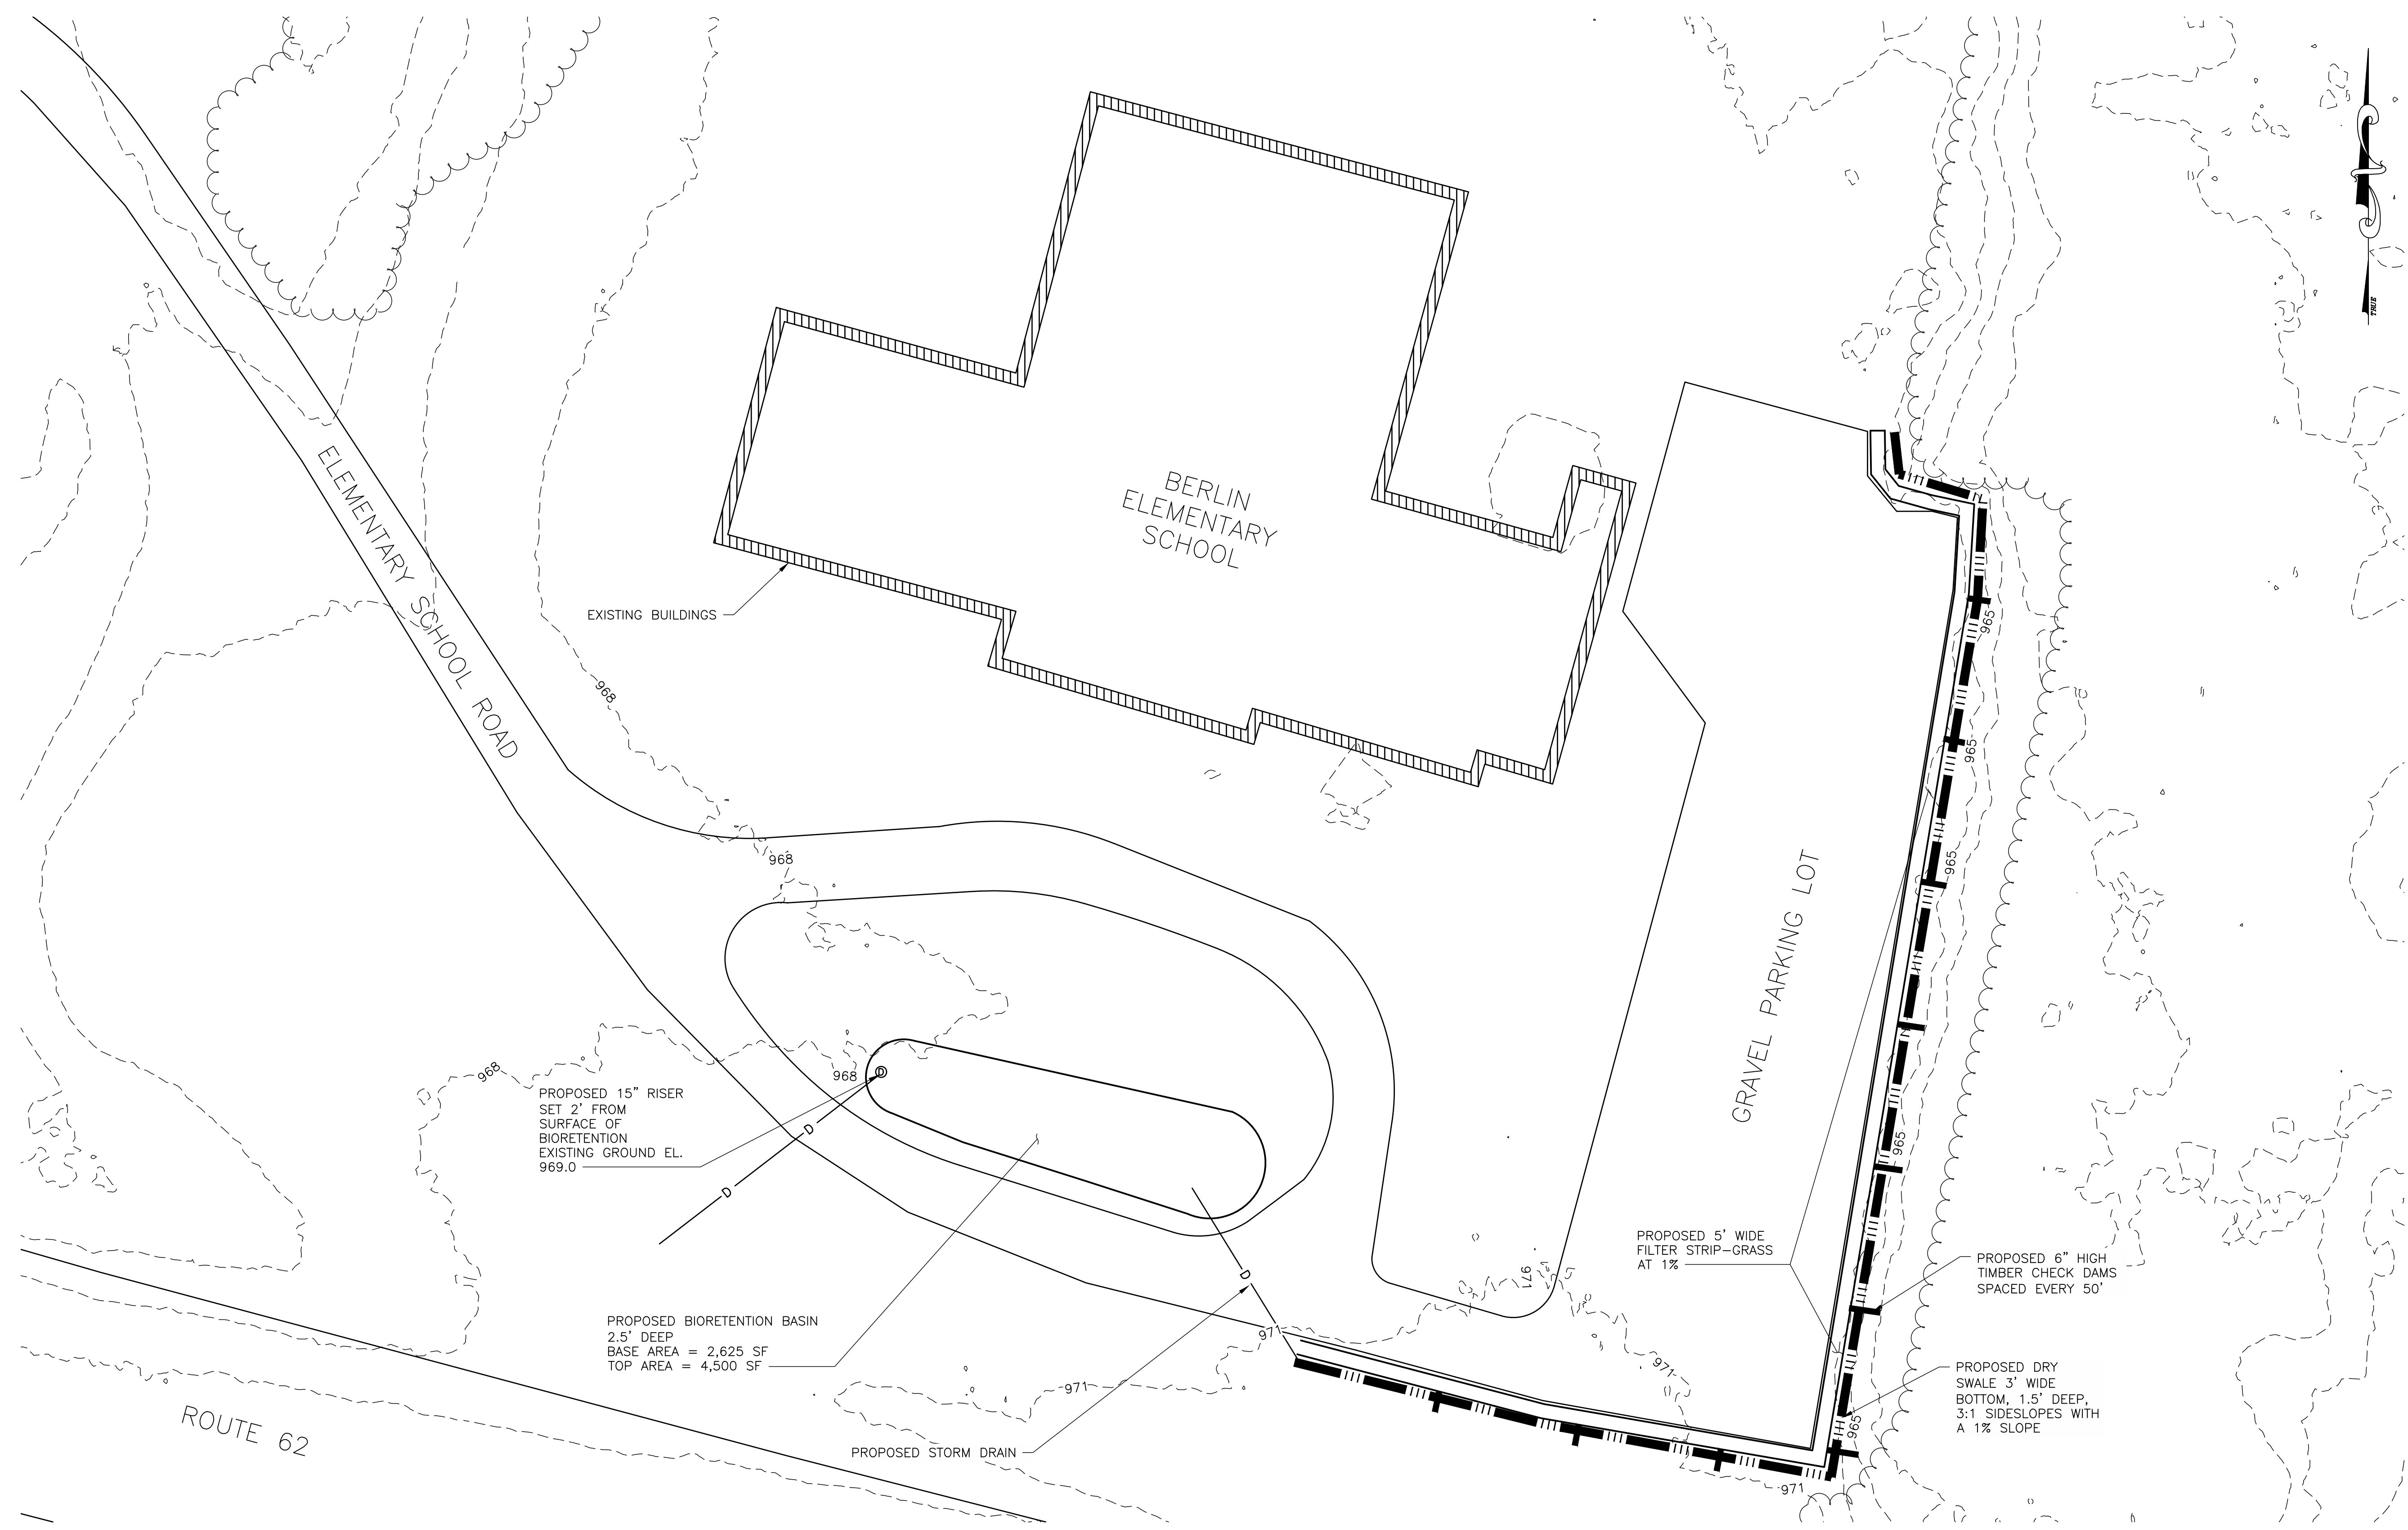 TRUE
BERLIN
ELEMENTARY
SCHOOL
ELEMENTARY SCHOOL ROAD
EXISTING BUILDINGS
965
968
965
968
965
GRAVEL PARKING LOT
968
968
PROPOSED 15" RISER
SET 2' FROM
SURFACE OF
BIORETENTION
EXISTING GROUND EL.
969.0
D
D
D
965
PROPOSED 5' WIDE
FILTER STRIP-GRASS
AT 1%
PROPOSED 6" HIGH
TIMBER CHECK DAMS
SPACED EVERY 50'
D
971
PROPOSED BIORETENTION BASIN
2.5' DEEP
BASE AREA = 2,625 SF
TOP AREA = 4,500 SF
971
971
971
PROPOSED DRY
SWALE 3' WIDE
BOTTOM, 1.5' DEEP,
3:1 SIDESLOPES WITH
A 1% SLOPE
965
ROUTE 62
PROPOSED STORM DRAIN
971